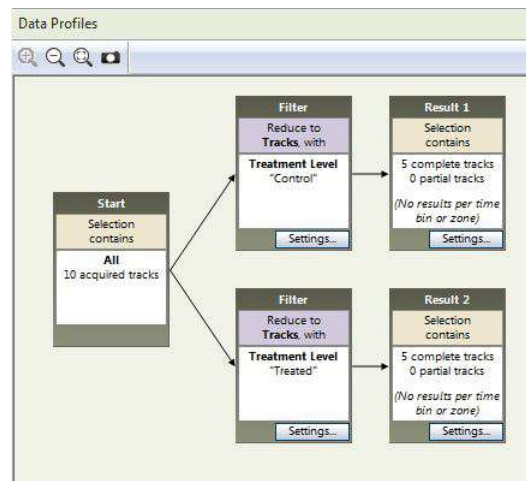 Data Profiles
Start
Selection
contains
All
10 acquired tracks
Filter
Reduce to
Tracks, with
Treatment Level
"Control"
Settings...
Result 1
Selection
contains
5 complete tracks
0 partial tracks
(No results per time
bin or zone)
Settings...
Filter
Reduce to
Tracks, with
Treatment Level
"Treated"
Settings...
Result 2
Selection
contains
5 complete tracks
0 partial tracks
(No results per time
bin or zone)
Settings...